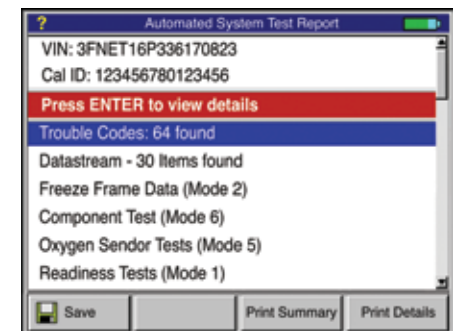 ? Automated System Test Report
VIN: 3FNET16P336170823
Cal ID: 123456780123456
Press ENTER to view details
Trouble Codes: 64 found
Datastream - 30 Items found
Freeze Frame Data (Mode 2)
Component Test (Mode 6)
Oxygen Sendor Tests (Mode 5)
Readiness Tests (Mode 1)
Save Print Summary Print Details